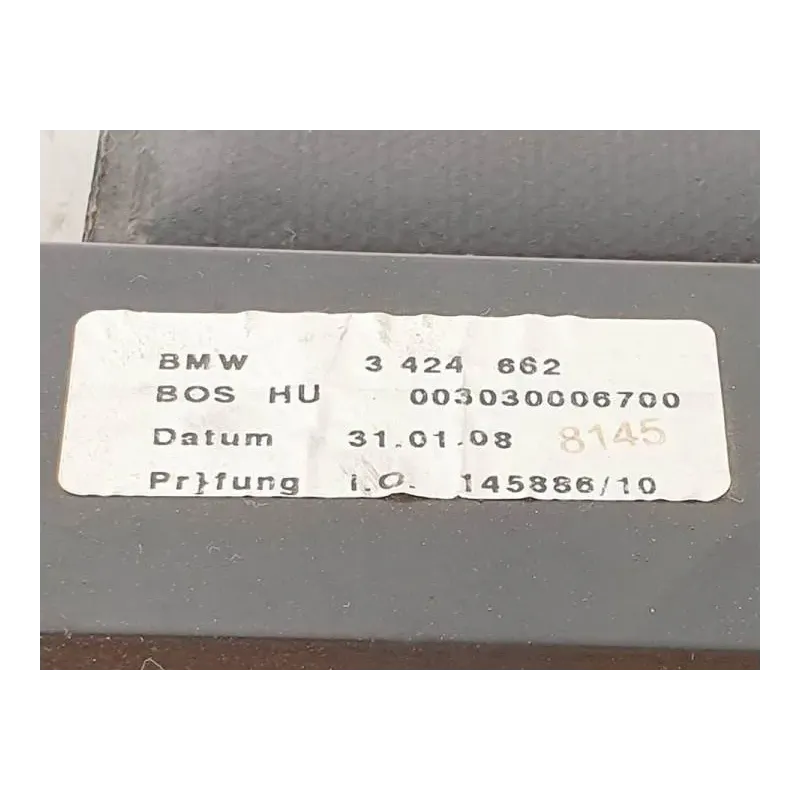 BMW 3 424 662
BOS HU 003030006700
Datum 31.01.08 8145
Pr}fung i.O. 145886/10